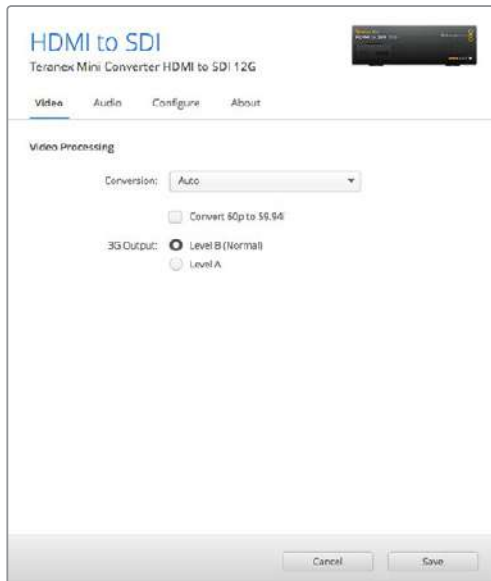 HDMI to SDI
Teranex Mini Converter HDMI to SDI 12G
Video Audio Configure About
Video Processing
Conversion: Auto
Convert 60p to 59.94i
3G Output: Level B (Normal)
Level A
Cancel Save